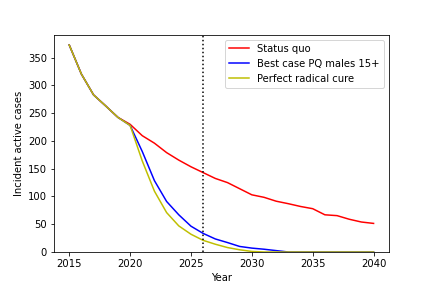 Status quo
Best case PQ males 15+
Perfect radical cure
Incident active cases
350
300
250
200
150
100
50
0
2015
2020
2025
2030
2035
2040
Year